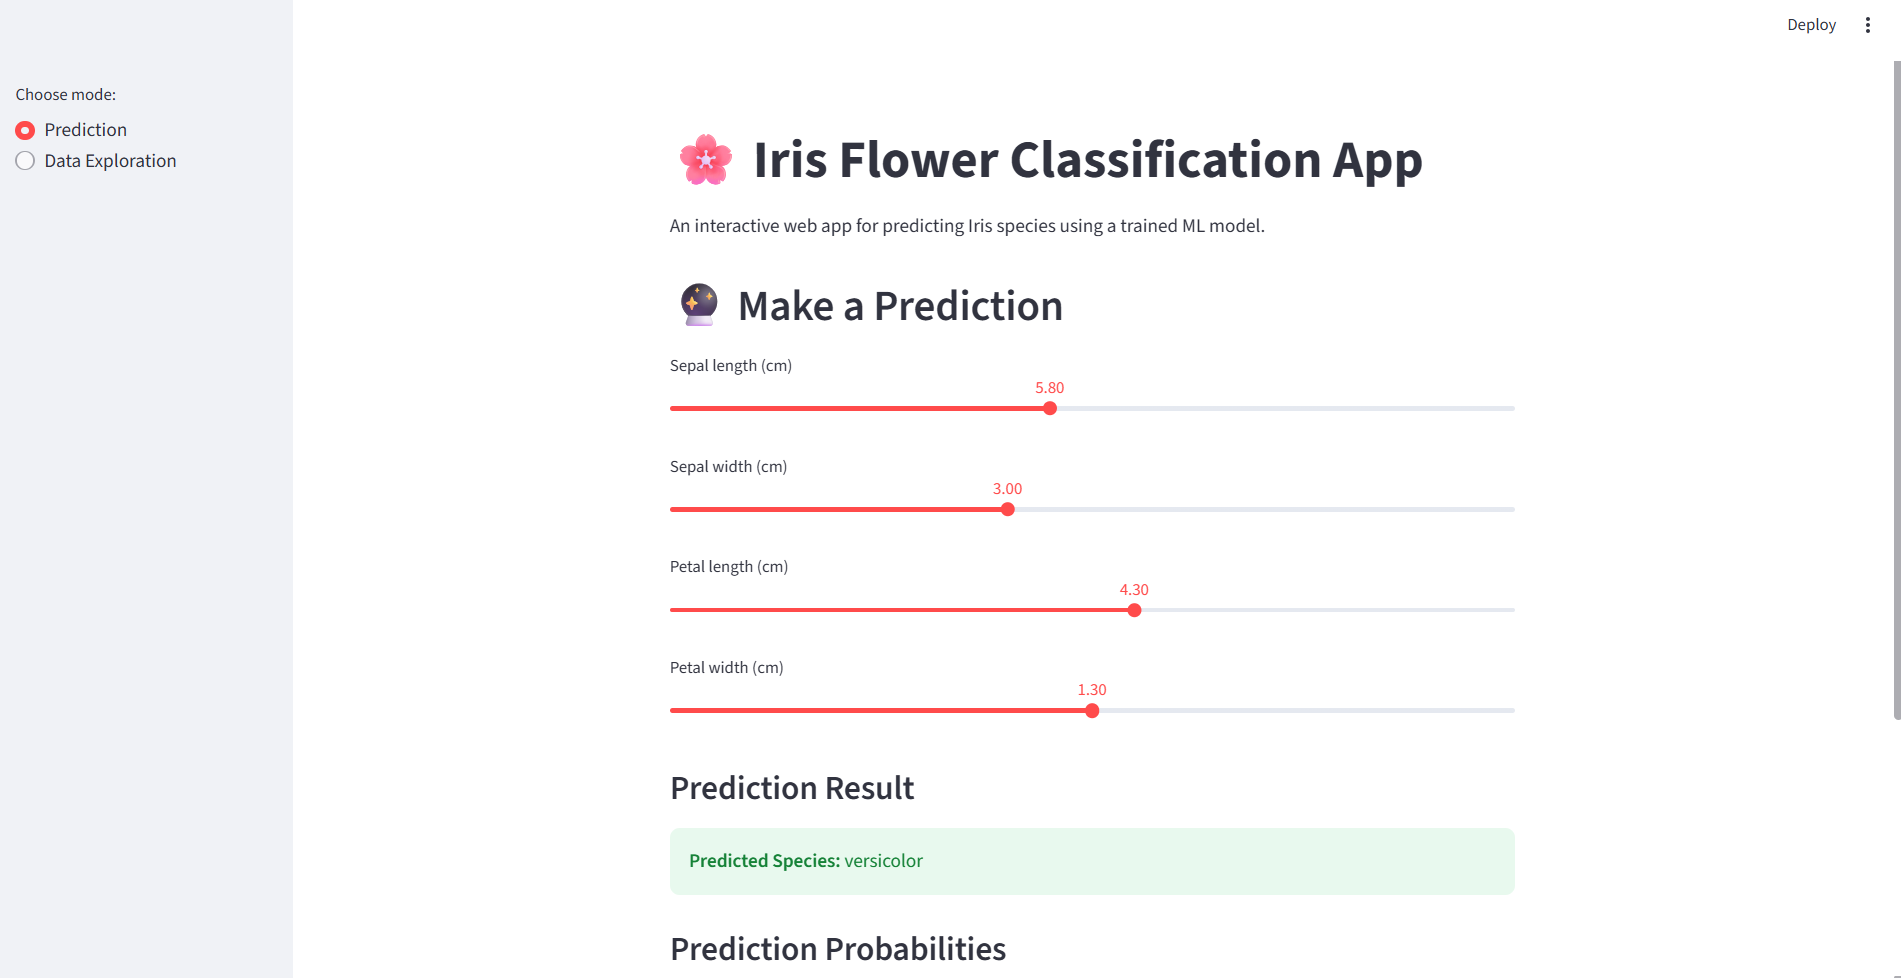 Deploy
Choose mode:
Prediction
Data Exploration
Iris Flower Classification App
An interactive web app for predicting Iris species using a trained ML model.
Make a Prediction
Sepal length (cm)
5.80
Sepal width (cm)
3.00
Petal length (cm)
4.30
Petal width (cm)
1.30
Prediction Result
Predicted Species: versicolor
Prediction Probabilities